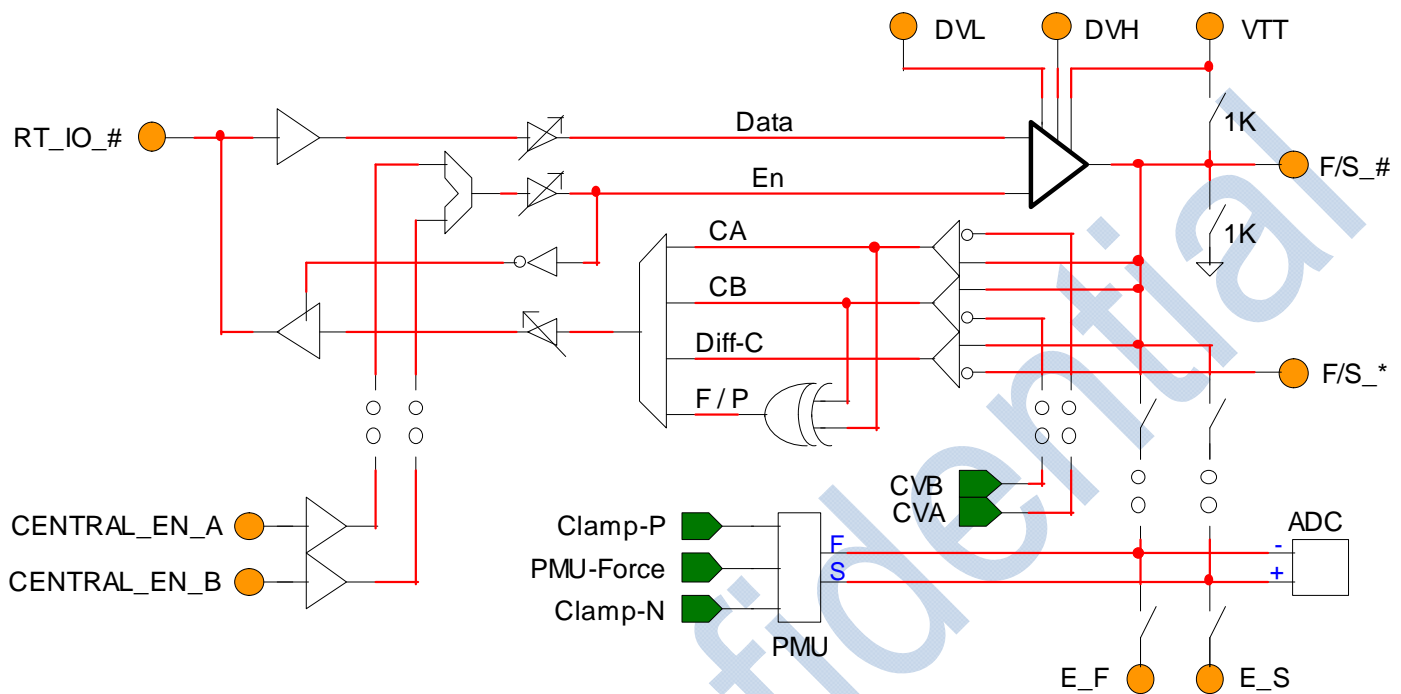 DVL DVH VTT
RT_IO_# Data 1K
En F/S_#
CA 1K
CB
Diff-C F/S_*
F / P
CVB
CVA
CENTRAL_EN_A Clamp-P F ADC
-
CENTRAL_EN_B PMU-Force S +
Clamp-N
PMU
E_F E_S
fidential